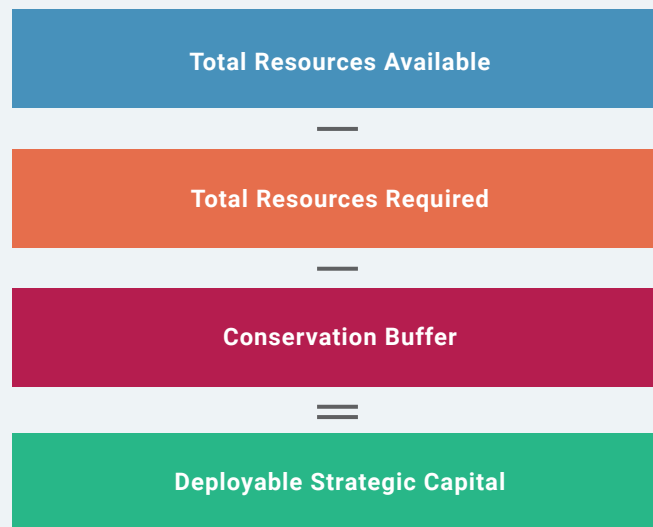 Total Resources Available
—
Total Resources Required
—
Conservation Buffer
=
Deployable Strategic Capital